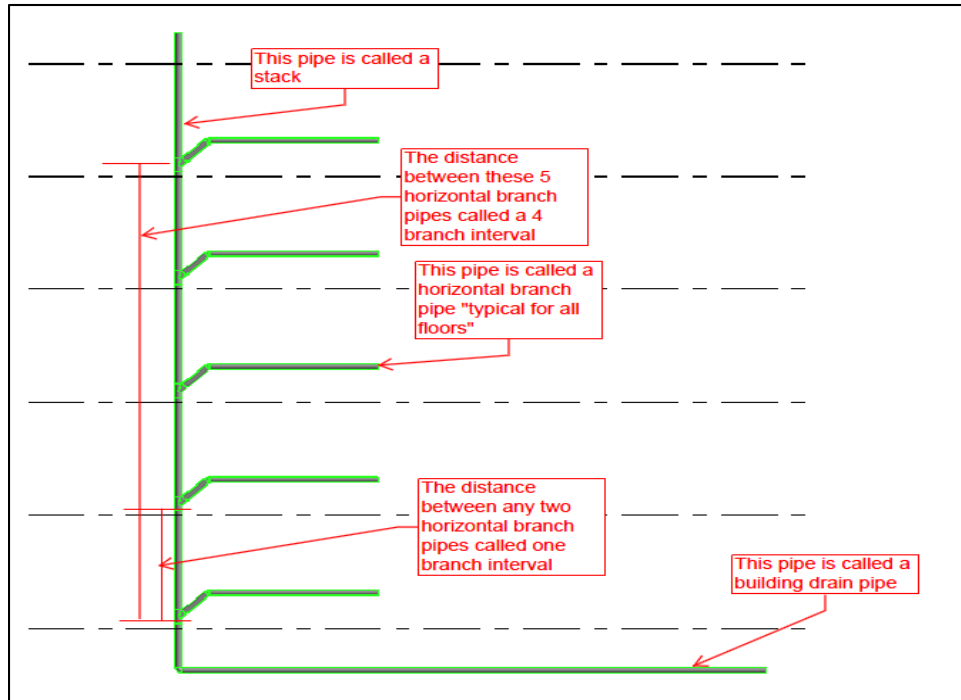 This pipe is called a
stack
The distance
between these 5
horizontal branch
pipes called a 4
branch interval
This pipe is called a
horizontal branch
pipe "typical for all
floors"
The distance
between any two
horizontal branch
pipes called one
branch interval
This pipe is called a
building drain pipe